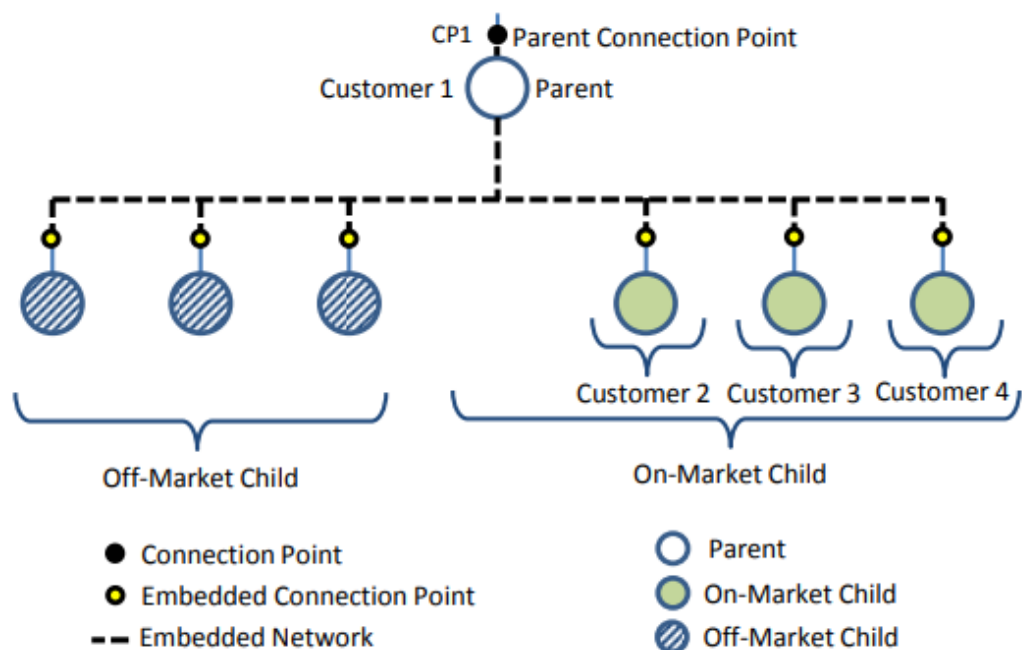 CP1 Parent Connection Point
Customer 1 Parent
Customer 2 Customer 3 Customer 4
Off-Market Child On-Market Child
Connection Point Parent
Embedded Connection Point On-Market Child
Embedded Network Off-Market Child